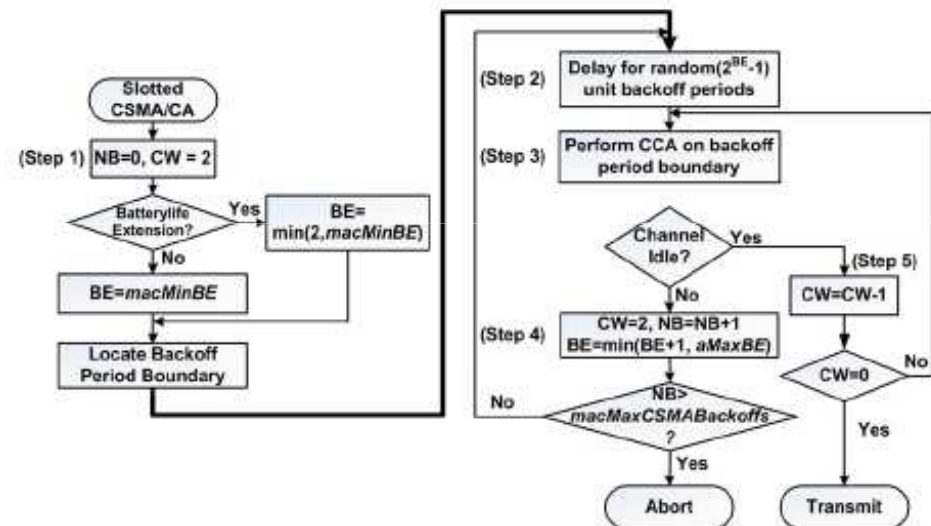 Slotted
CSMA/CA
(Step 1)
NB=0, CW = 2
Batterylife
Extension?
Yes
BE=
min(2,macMinBE)
No
BE=macMinBE
Locate Backoff
Period Boundary
(Step 2)
Delay for random(2^BE-1)
unit backoff periods
(Step 3)
Perform CCA on backoff
period boundary
Channel
Idle?
Yes
(Step 5)
CW=CW-1
No
(Step 4)
CW=2, NB=NB+1
BE=min(BE+1, aMaxBE)
CW=0
No
No
NB>
macMaxCSMABackoffs
?
Yes
Yes
Abort
Transmit